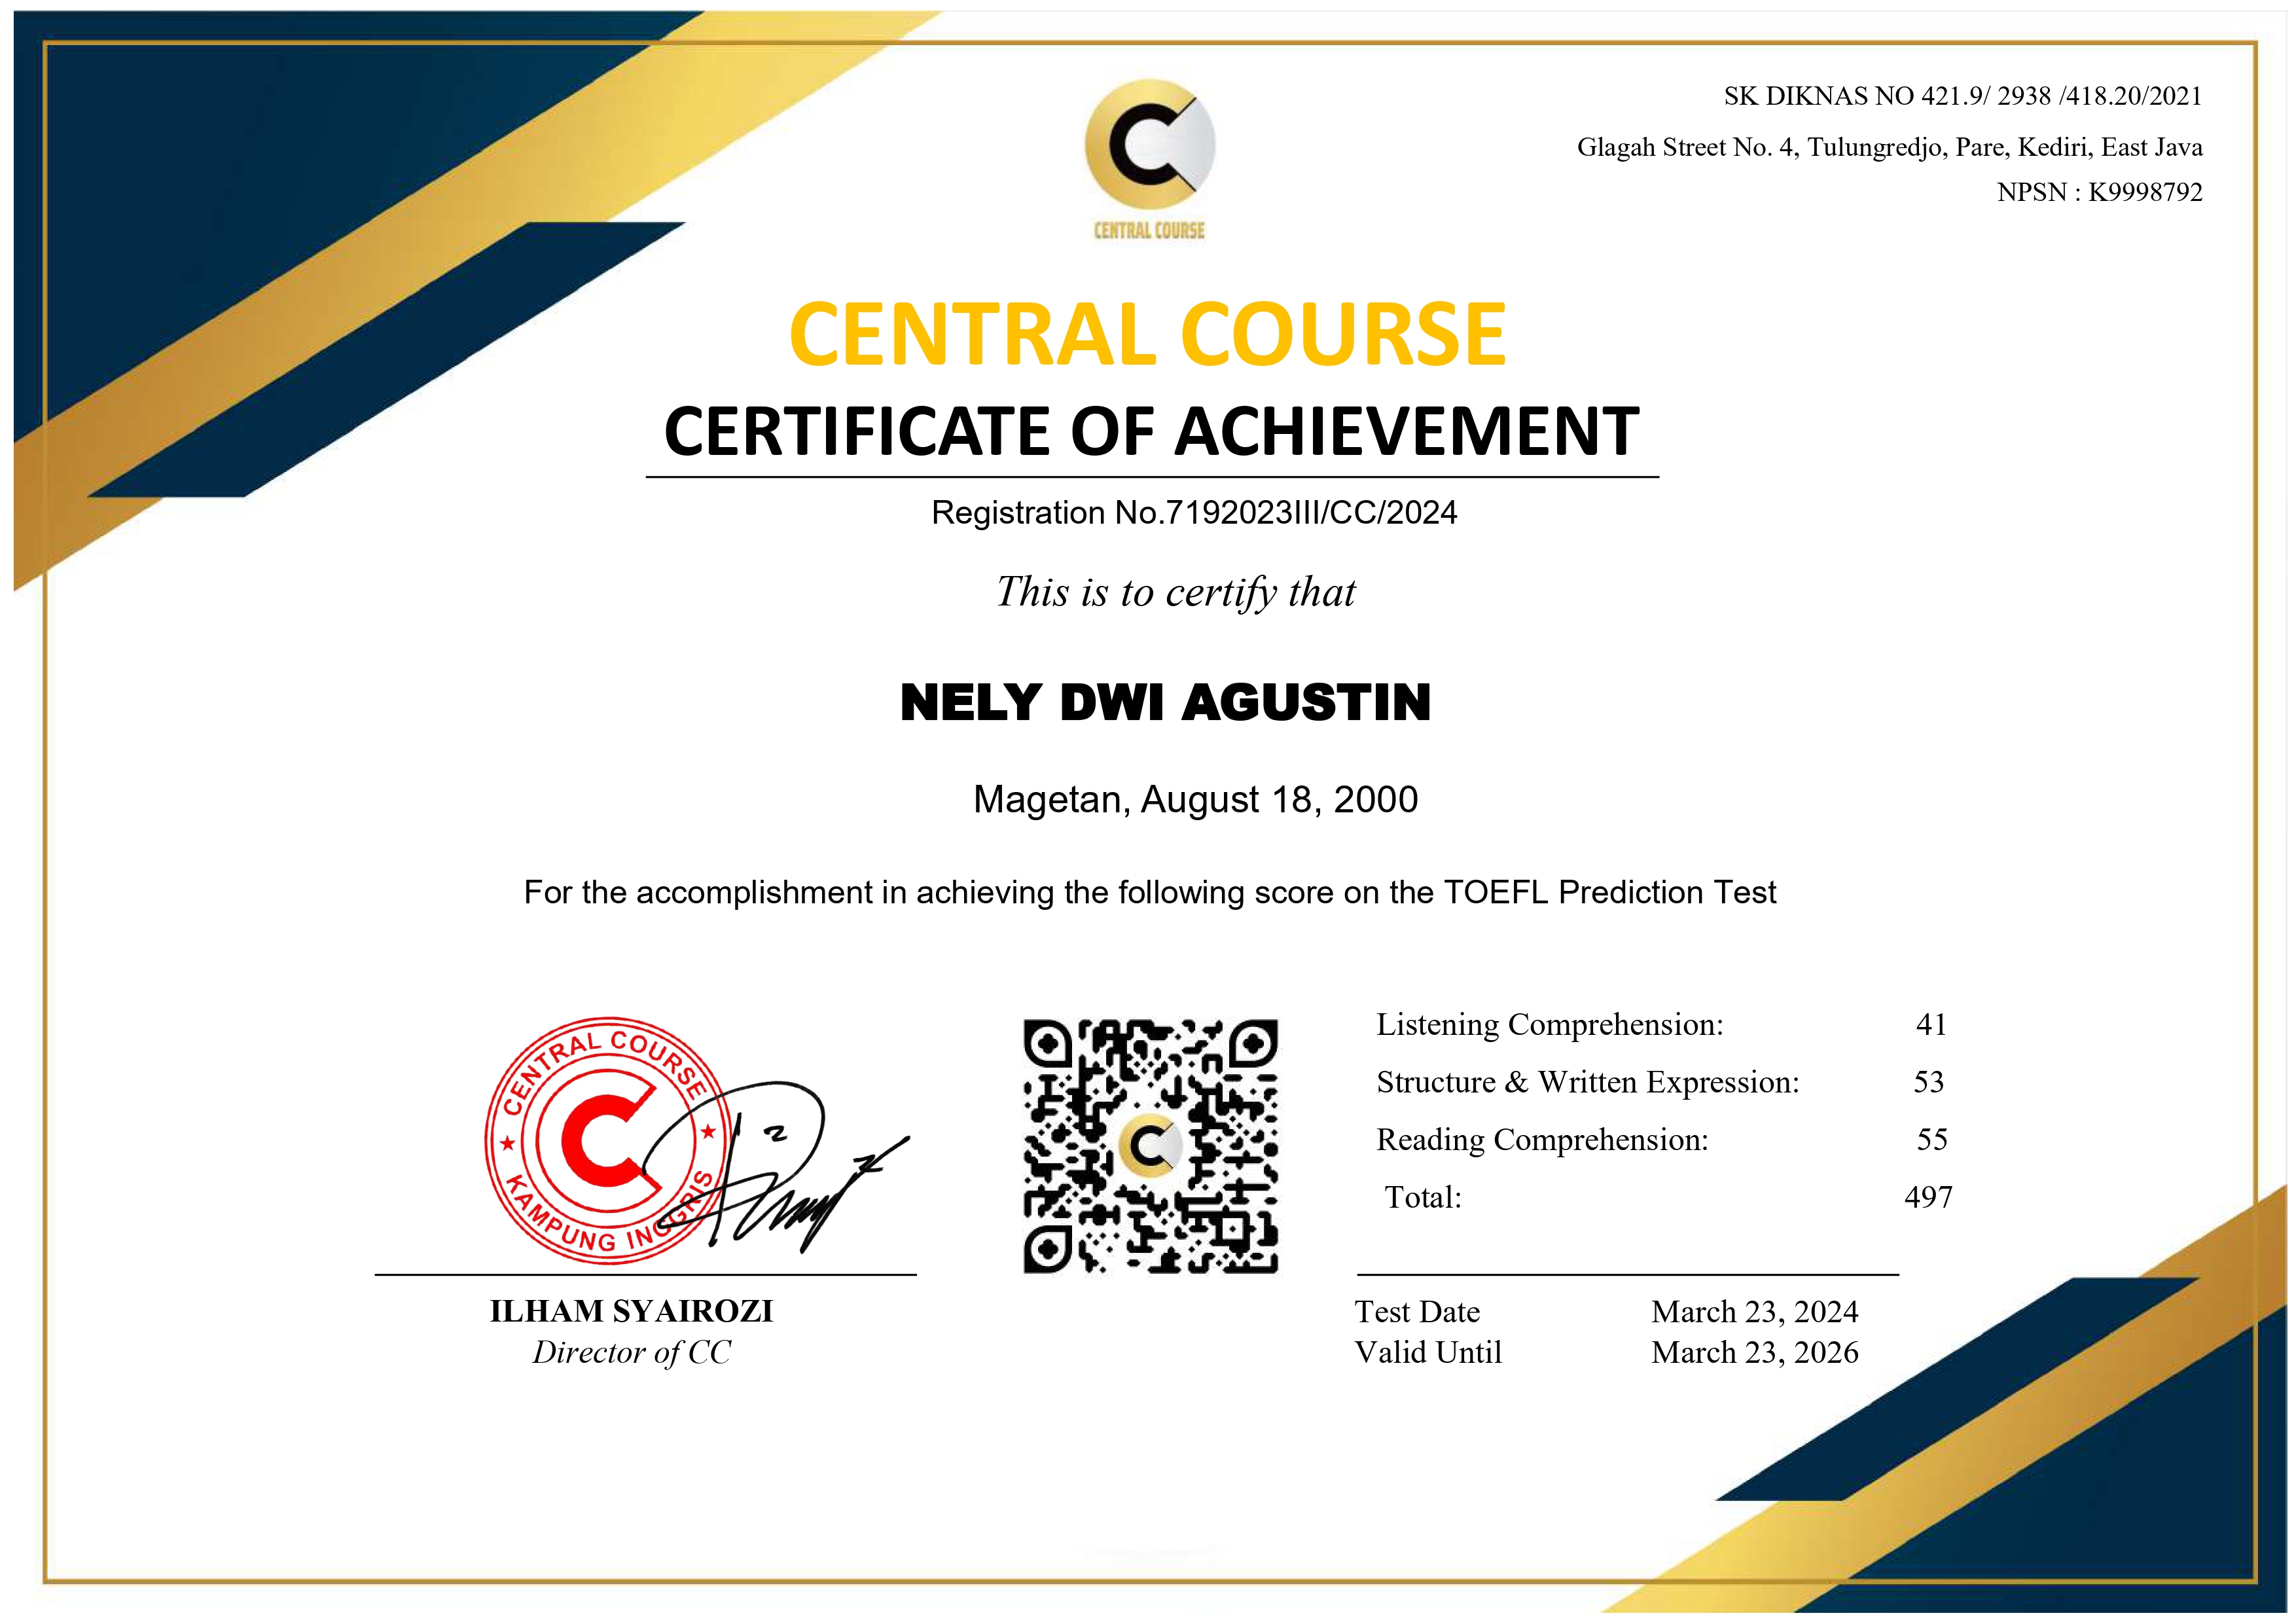 SK DIKNAS NO 421.9/ 2938 /418.20/2021
Glagah Street No. 4, Tulungredjo, Pare, Kediri, East Java
NPSN : K9998792
CENTRAL COURSE
CENTRAL COURSE
CERTIFICATE OF ACHIEVEMENT
Registration No.7192023III/CC/2024
This is to certify that
NELY DWI AGUSTIN
Magetan, August 18, 2000
For the accomplishment in achieving the following score on the TOEFL Prediction Test
CENTRAL COURSE
KAMPUNG INGGRIS
Listening Comprehension: 41
Structure & Written Expression: 53
Reading Comprehension: 55
Total: 497
ILHAM SYAIROZI
Director of CC
Test Date March 23, 2024
Valid Until March 23, 2026